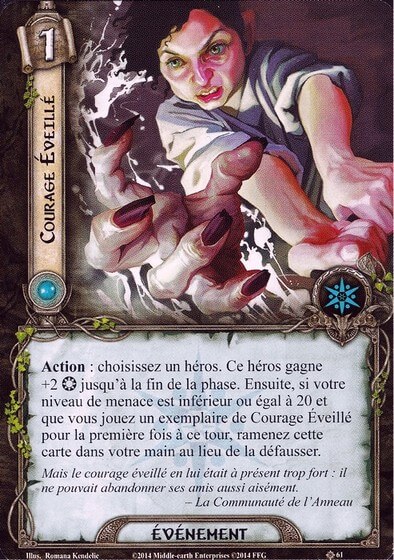 1
COURAGE ÉVEILLÉ
Action : choisissez un héros. Ce héros gagne
+2 jusqu'à la fin de la phase. Ensuite, si votre
niveau de menace est inférieur ou égal à 20 et
que vous jouez un exemplaire de Courage Éveillé
pour la première fois à ce tour, ramenez cette
carte dans votre main au lieu de la défausser.
Mais le courage éveillé en lui était à présent trop fort : il
ne pouvait abandonner ses amis aussi aisément.
– La Communauté de l'Anneau
ÉVÉNEMENT
Illus. Romana Kendelic ©2014 Middle-earth Enterprises ©2014 FFG 61